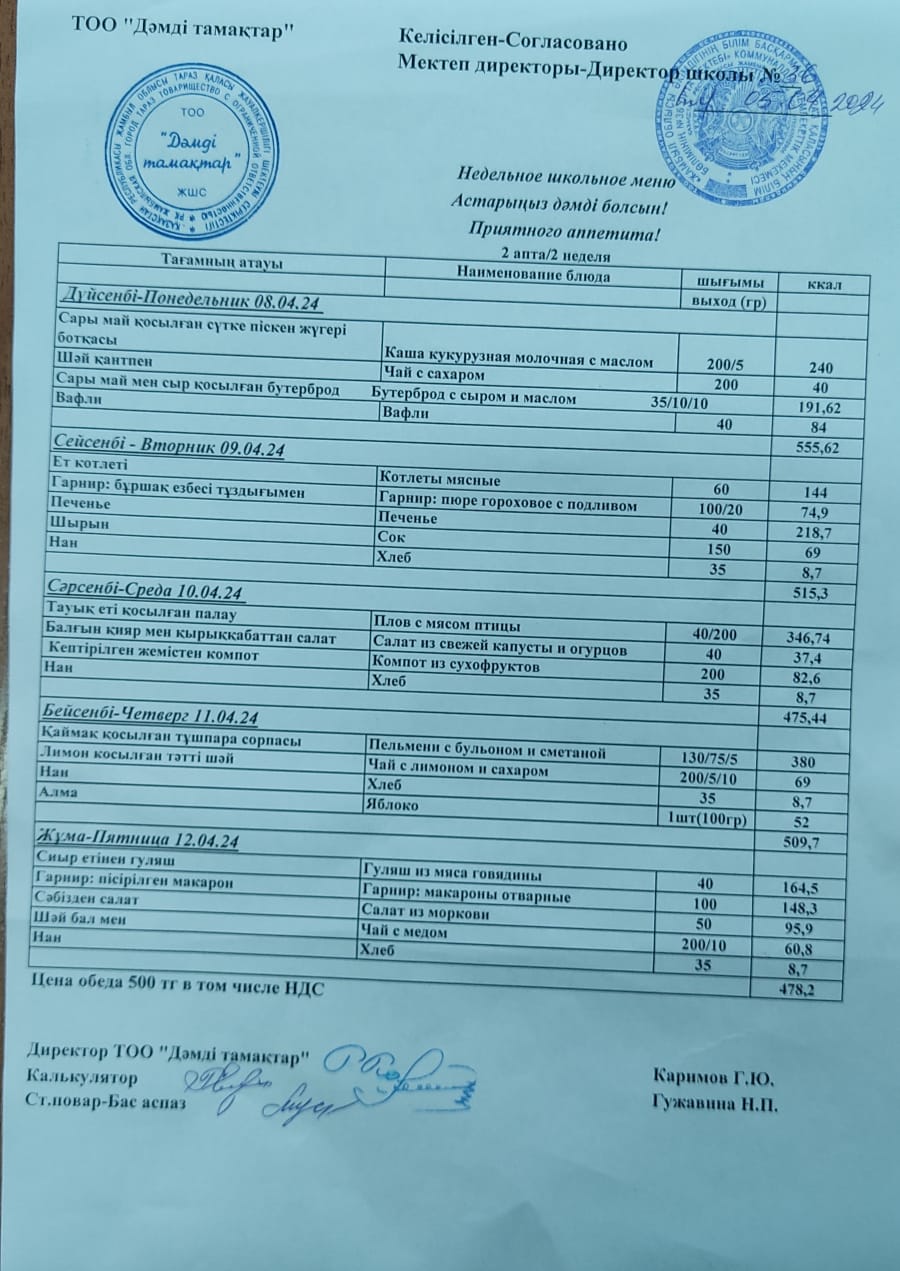 ТОО "Дәмді тамақтар"
Келісілген-Согласовано
Мектеп директоры-Директор школы №36
05.04.2024
ТОО
"Дәмді
тамақтар"
ЖШС
Недельное школьное меню
Астарыңыз дәмді болсын!
Приятного аппетита!
2 апта/2 неделя
Тағамның атауы Наименование блюда шығымы ккал
выход (гр)
Дүйсенбі-Понедельник 08.04.24
Сары май қосылған сүтке піскен жүгері
ботқасы Каша кукурузная молочная с маслом 200/5 240
Шәй қантпен Чай с сахаром 200 40
Сары май мен сыр қосылған бутерброд Бутерброд с сыром и маслом 35/10/10 191,62
Вафли Вафли 40 84
555,62
Сейсенбі - Вторник 09.04.24
Ет котлеті Котлеты мясные 60 144
Гарнир: бұршақ езбесі тұздығымен Гарнир: пюре гороховое с подливом 100/20 74,9
Печенье Печенье 40 218,7
Шырын Сок 150 69
Нан Хлеб 35 8,7
515,3
Сәрсенбі-Среда 10.04.24
Тауық еті қосылған палау Плов с мясом птицы 40/200 346,74
Балғын қияр мен қырыққабаттан салат Салат из свежей капусты и огурцов 40 37,4
Кептірілген жемістен компот Компот из сухофруктов 200 82,6
Нан Хлеб 35 8,7
475,44
Бейсенбі-Четверг 11.04.24
Қаймақ қосылған тұшпара сорпасы Пельмени с бульоном и сметаной 130/75/5 380
Лимон қосылған тәтті шәй Чай с лимоном и сахаром 200/5/10 69
Нан Хлеб 35 8,7
Алма Яблоко 1шт(100гр) 52
509,7
Жұма-Пятница 12.04.24
Сиыр етінен гуляш Гуляш из мяса говядины 40 164,5
Гарнир: пісірілген макарон Гарнир: макароны отварные 100 148,3
Сәбізден салат Салат из моркови 50 95,9
Шәй бал мен Чай с медом 200/10 60,8
Нан Хлеб 35 8,7
478,2
Цена обеда 500 тг в том числе НДС
Директор ТОО "Дәмді тамақтар"
Калькулятор Каримов Г.Ю.
Ст.повар-Бас аспаз Гужавина Н.П.